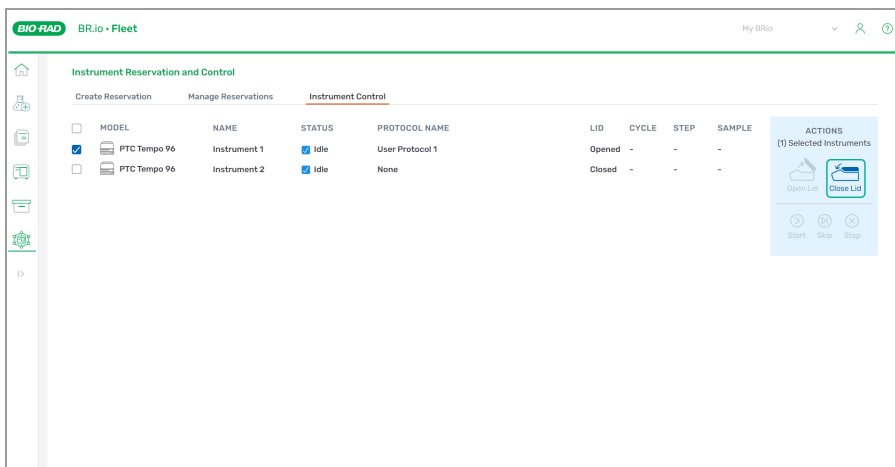 BIO-RAD BR.io • Fleet My BRio
Instrument Reservation and Control
Create Reservation Manage Reservations Instrument Control
MODEL NAME STATUS PROTOCOL NAME LID CYCLE STEP SAMPLE
PTC Tempo 96 Instrument 1 Idle User Protocol 1 Opened - - -
PTC Tempo 96 Instrument 2 Idle None Closed - - -
ACTIONS
(1) Selected Instruments
Open Lid Close Lid
Start Skip Stop